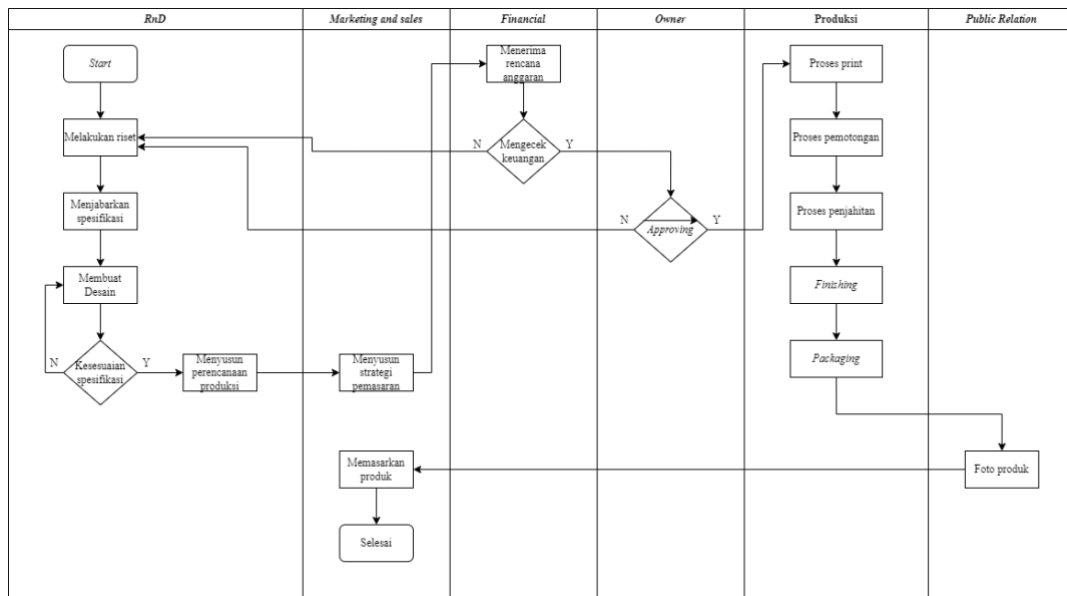 RnD
Marketing and sales
Financial
Owner
Produksi
Public Relation
Start
Melakukan riset
Menjabarkan
spesifikasi
Membuat
Desain
N
Kesesuaian
spesifikasi
Y
Menyusun
perencanaan
produksi
Menyusun
strategi
pemasaran
Menerima
rencana
anggaran
N
Mengecek
keuangan
Y
N
Approving
Y
Proses print
Proses pemotongan
Proses penjahitan
Finishing
Packaging
Foto produk
Memasarkan
produk
Selesai